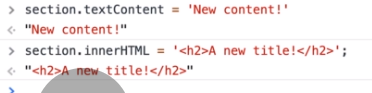 > section.textContent = 'New content!'
<· "New content!"
> section.innerHTML = '<h2>A new title!</h2>';
<· "<h2>A new title!</h2>"
>